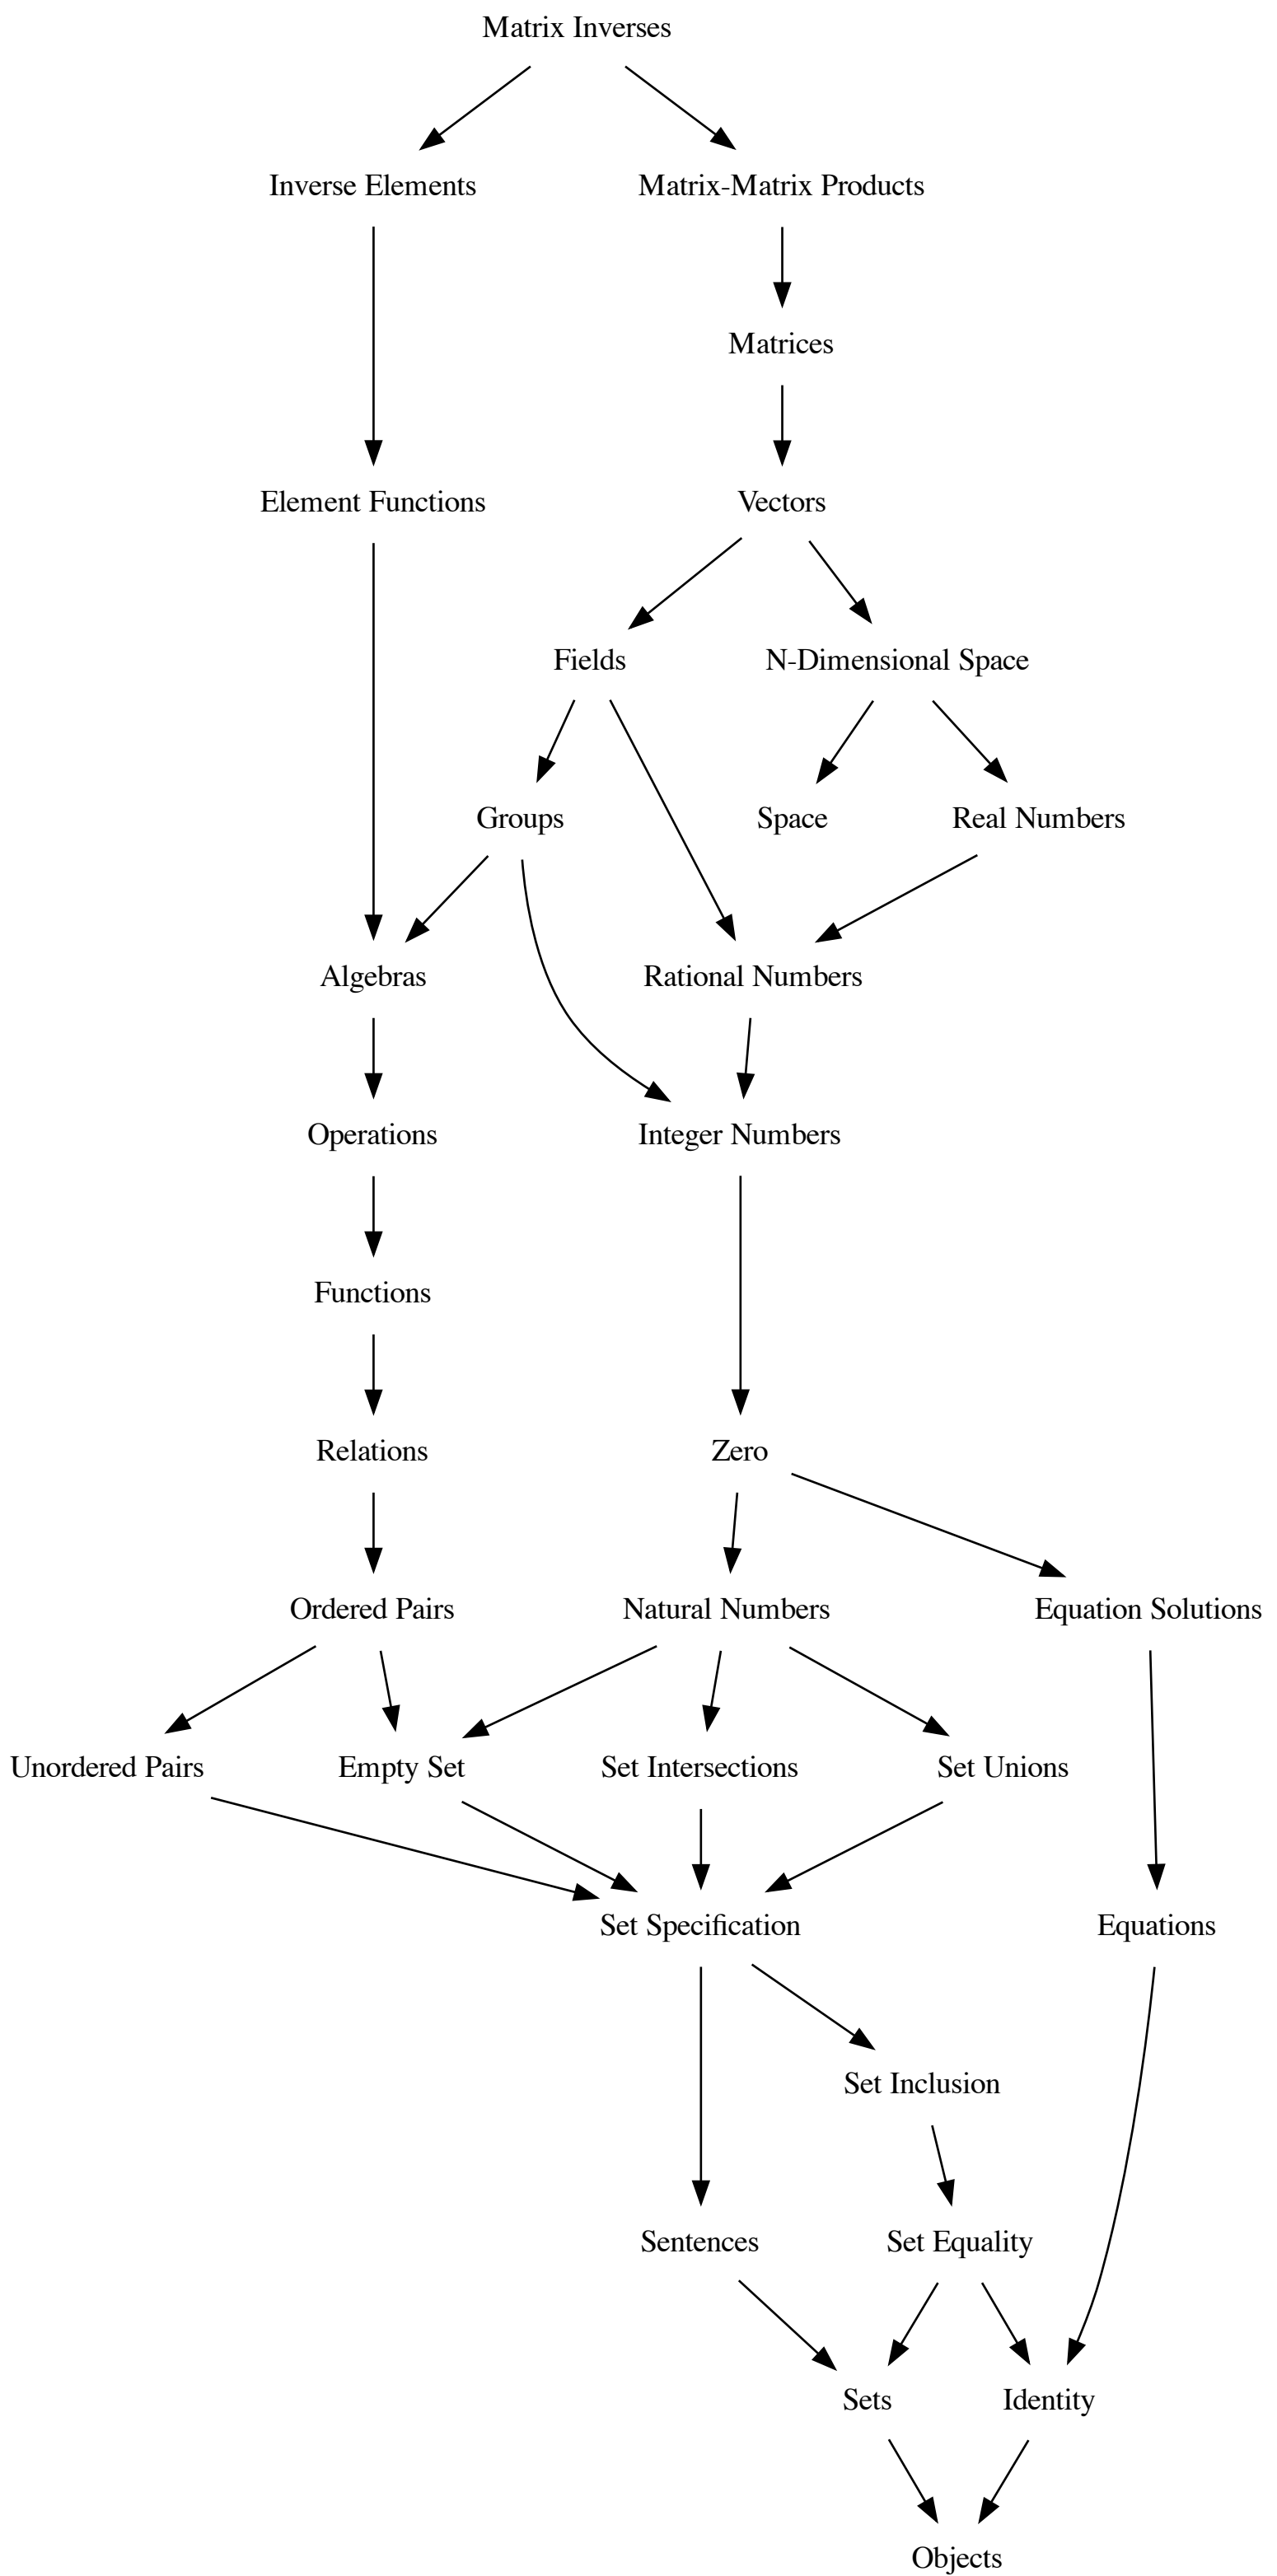 Matrix Inverses
Inverse Elements
Matrix-Matrix Products
Matrices
Element Functions
Vectors
Fields
N-Dimensional Space
Groups
Space
Real Numbers
Algebras
Rational Numbers
Operations
Integer Numbers
Functions
Relations
Zero
Ordered Pairs
Natural Numbers
Equation Solutions
Unordered Pairs
Empty Set
Set Intersections
Set Unions
Set Specification
Equations
Set Inclusion
Sentences
Set Equality
Sets
Identity
Objects